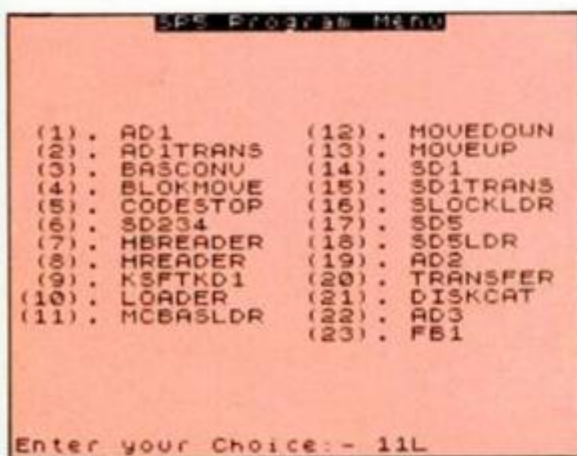 SP5 Program Menu
(1). AD1
(2). AD1TRANS
(3). BASCONV
(4). BLOKMOVE
(5). CODESTOP
(6). SD234
(7). HBREADER
(8). HREADER
(9). KSFTKD1
(10). LOADER
(11). MCBASLDR
(12). MOVEDOWN
(13). MOVEUP
(14). SD1
(15). SD1TRANS
(16). SLOCKLDR
(17). SD5
(18). SD5LDR
(19). AD2
(20). TRANSFER
(21). DISKCAT
(22). AD3
(23). FB1
Enter your Choice:- 11L